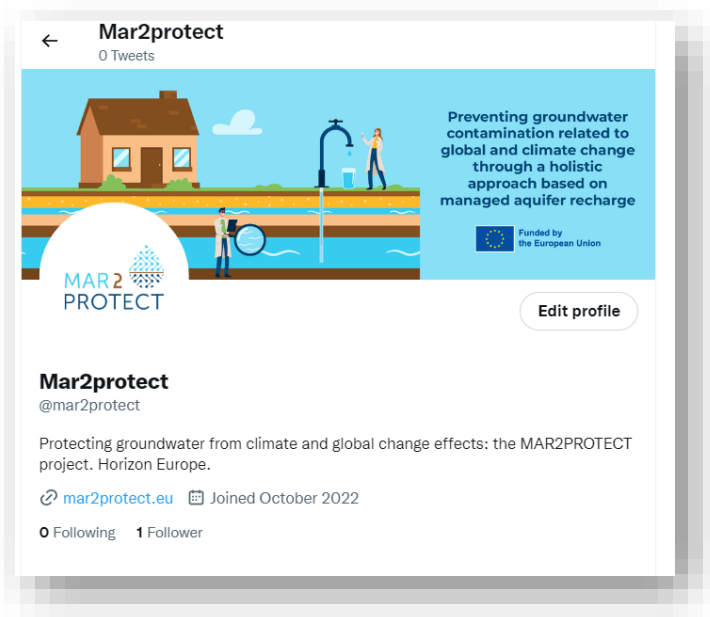 Mar2protect
0 Tweets
Preventing groundwater
contamination related to
global and climate change
through a holistic
approach based on
managed aquifer recharge
Funded by
the European Union
MAR2
PROTECT
Edit profile
Mar2protect
@mar2protect
Protecting groundwater from climate and global change effects: the MAR2PROTECT
project. Horizon Europe.
mar2protect.eu Joined October 2022
0 Following 1 Follower